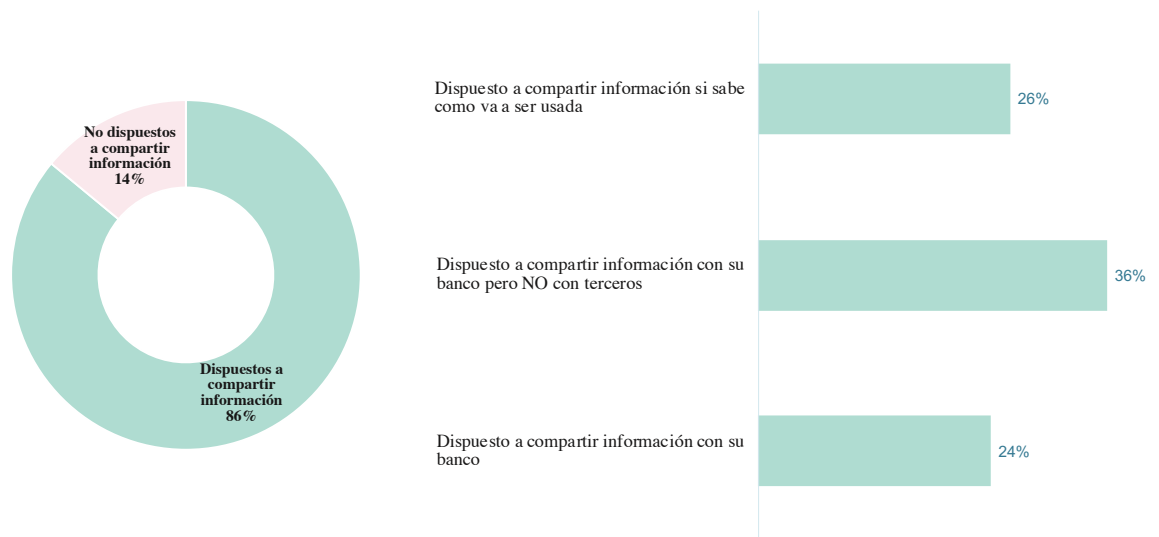 No dispuestos
a compartir
información
14%
Dispuestos a
compartir
información
86%
Dispuesto a compartir información si sabe
como va a ser usada
26%
Dispuesto a compartir información con su
banco pero NO con terceros
36%
Dispuesto a compartir información con su
banco
24%